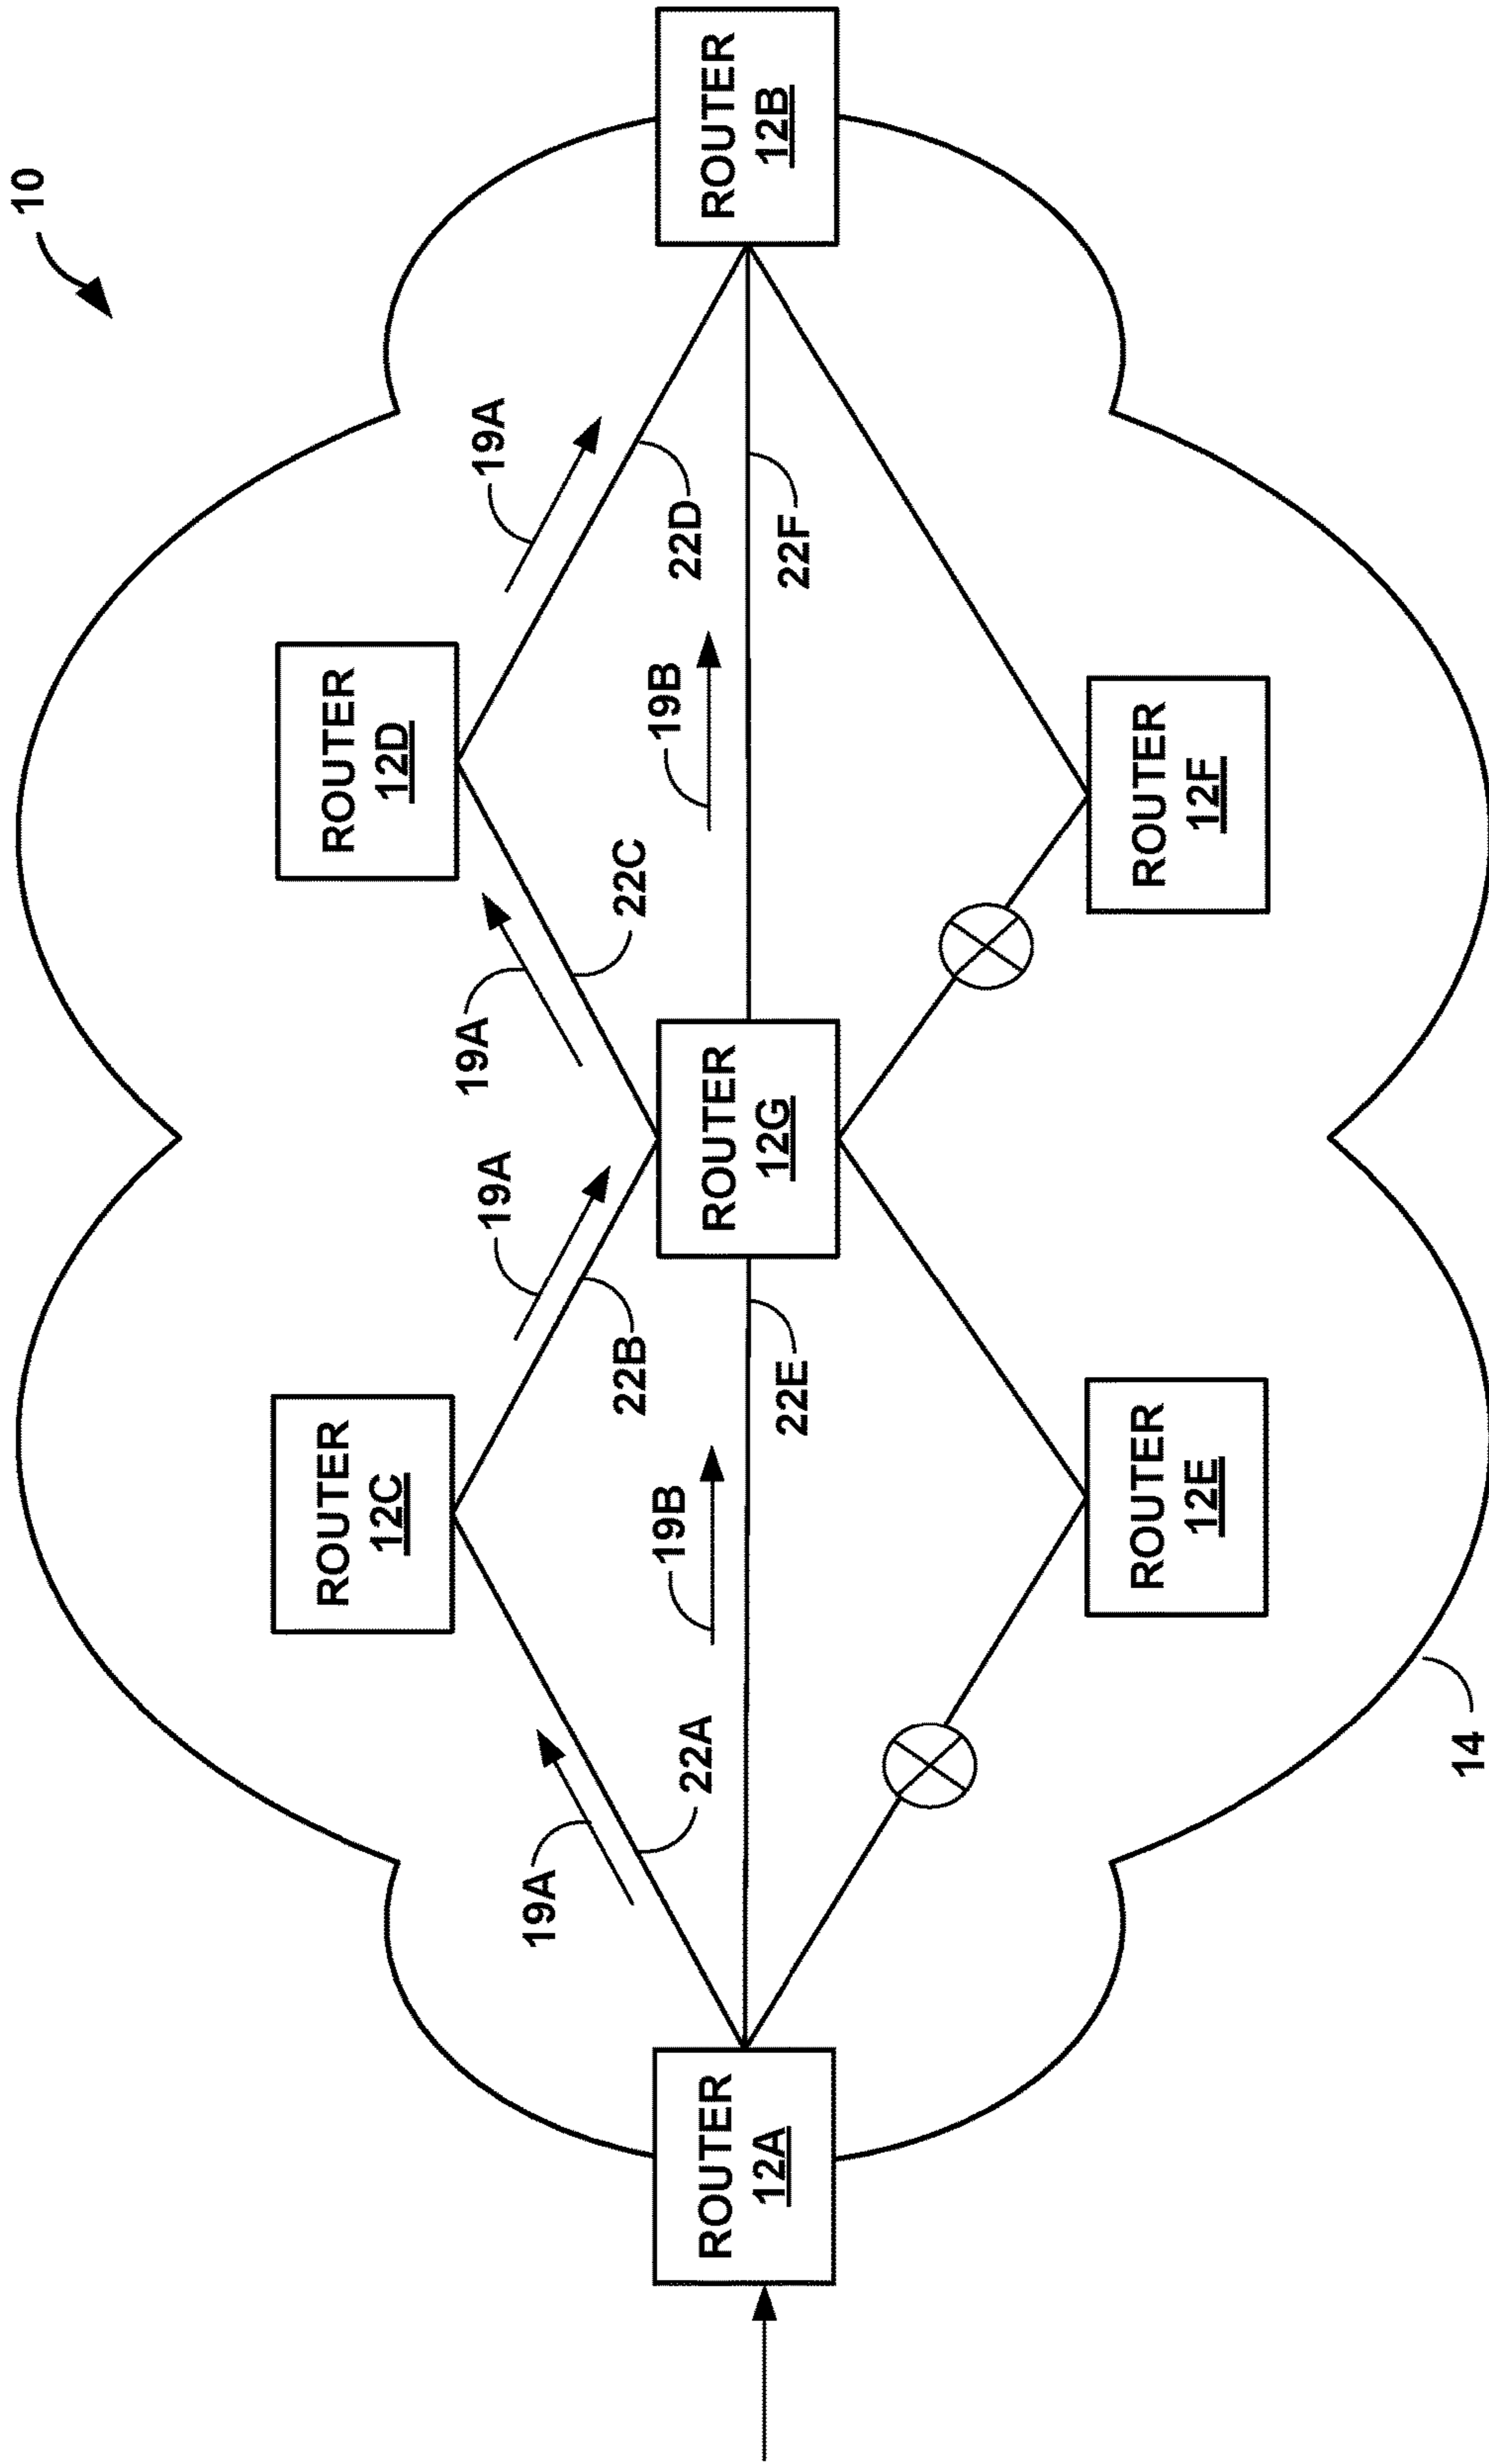 10
ROUTER
12D
ROUTER
12C
19A
19A
19A
19A
22A
22B
22C
22D
ROUTER
12A
19B
22E
ROUTER
12G
19B
22F
ROUTER
12B
ROUTER
12E
ROUTER
12F
14